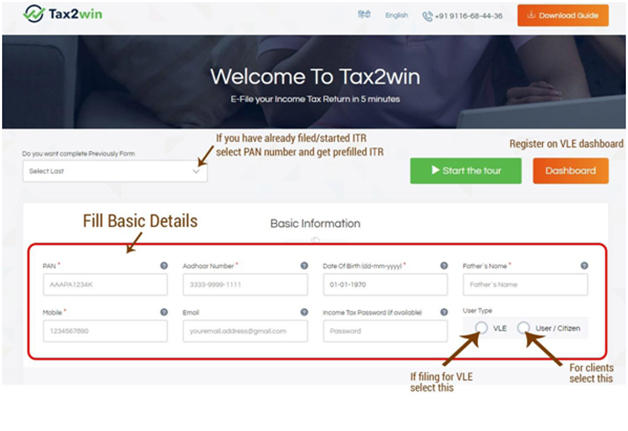 Tax2win
हिंदी English +91 9116-68-44-36 Download Guide
Welcome To Tax2win
E-File your Income Tax Return in 5 minutes
If you have already filed/started ITR
select PAN number and get prefilled ITR
Register on VLE dashboard
Do you want complete Previously Form
Select Last
Start the tour
Dashboard
Fill Basic Details
Basic Information
PAN * ? Aadhaar Number * ? Date Of Birth (dd-mm-yyyy) * ? Father`s Name * ?
AAAPA1234K 3333-9999-1111 01-01-1970 Father`s Name
Mobile * ? Email ? Income Tax Password (if available) ? User Type
1234567890 youremail.address@gmail.com Password VLE User / Citizen
If filing for VLE
select this
For clients
select this